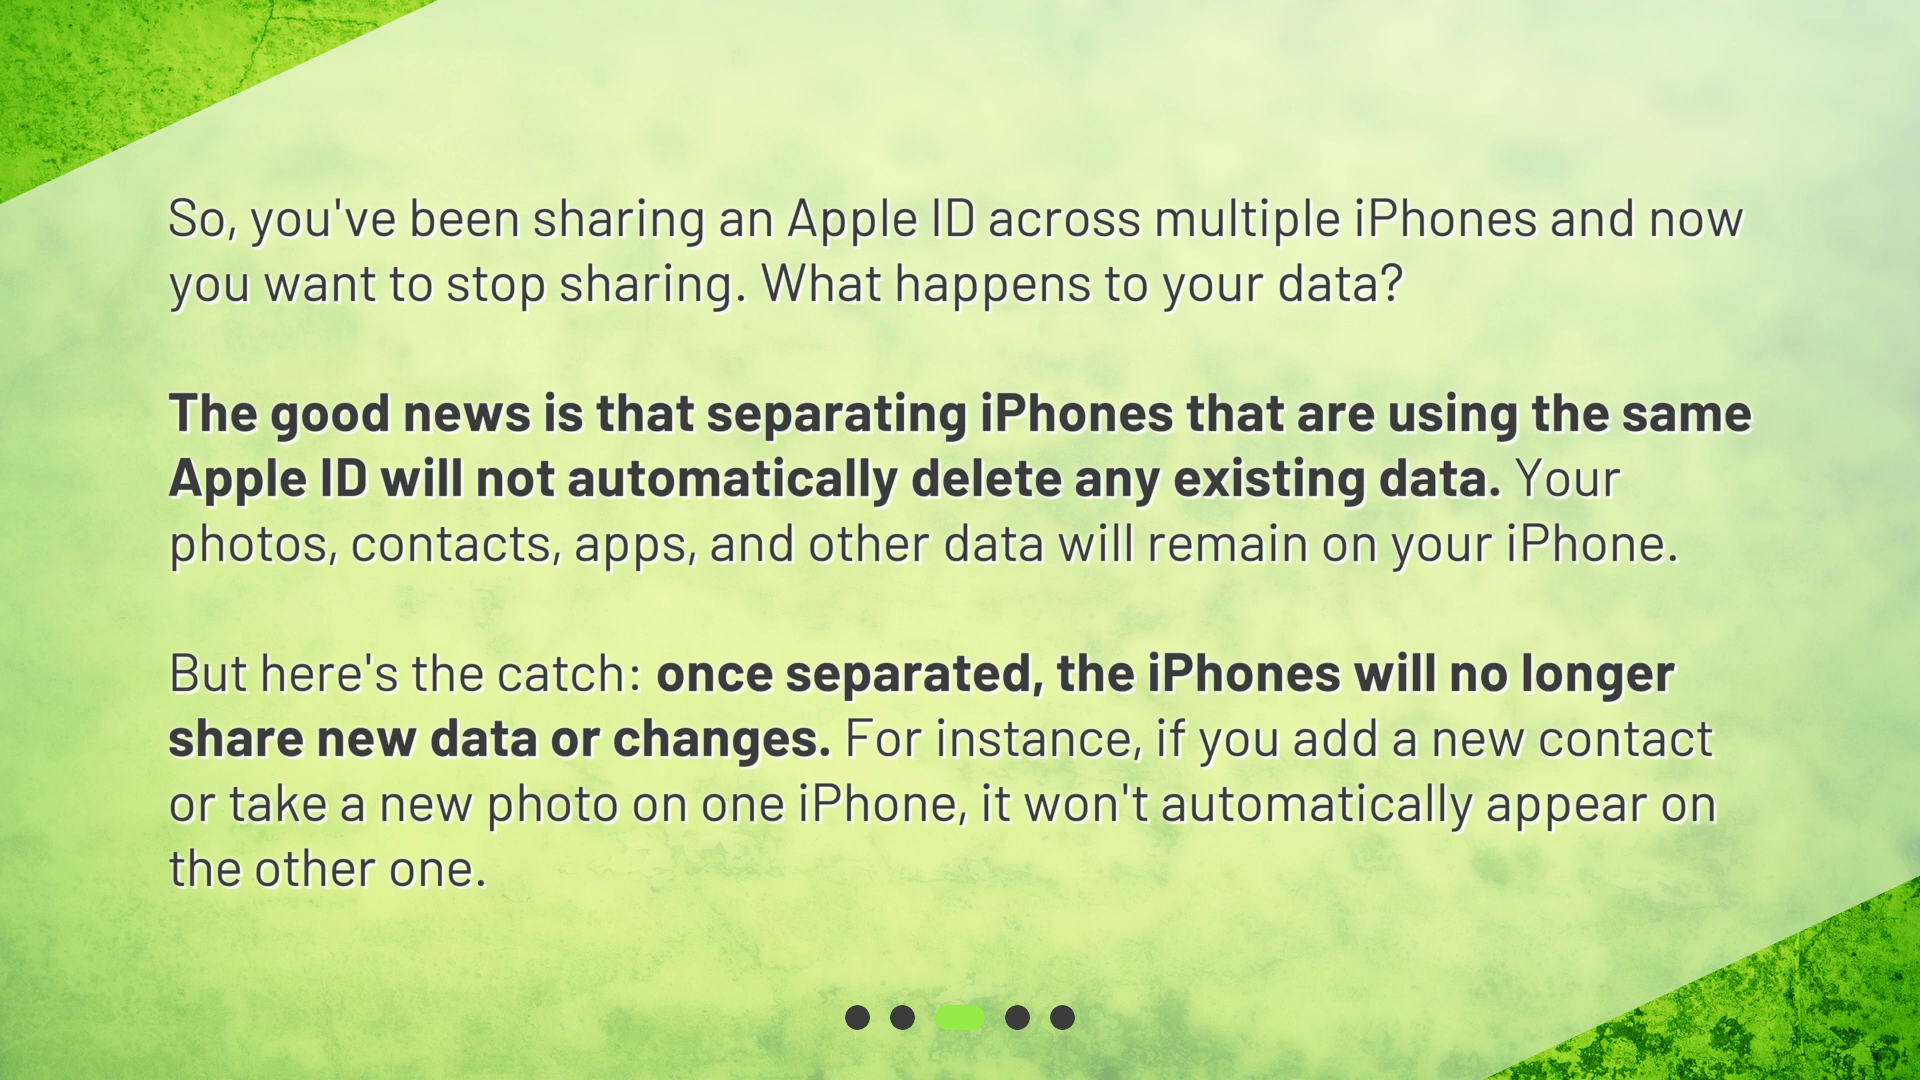 So, you've been sharing an Apple ID across multiple iPhones and now
you want to stop sharing. What happens to your data?
The good news is that separating iPhones that are using the same
Apple ID will not automatically delete any existing data. Your
photos, contacts, apps, and other data will remain on your iPhone.
But here's the catch: once separated, the iPhones will no longer
share new data or changes. For instance, if you add a new contact
or take a new photo on one iPhone, it won't automatically appear on
the other one.